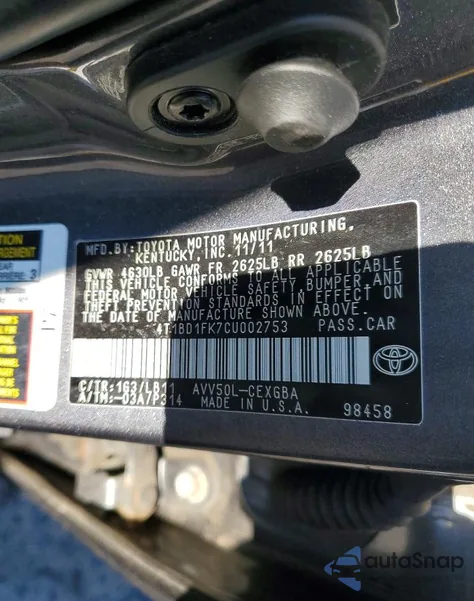 MFD. BY: TOYOTA MOTOR MANUFACTURING,
KENTUCKY, INC. 11/11
GVWR 4630LB GAWR FR 2625LB RR 2625LB
THIS VEHICLE CONFORMS TO ALL APPLICABLE
FEDERAL MOTOR VEHICLE SAFETY, BUMPER, AND
THEFT PREVENTION STANDARDS IN EFFECT ON
THE DATE OF MANUFACTURE SHOWN ABOVE.
4T1BD1FK7CU002753 PASS. CAR
C/TR: 1G3/LB11 AVV50L-CEXGBA
A/TM: -03A7P314 MADE IN U.S.A. 98458
3
autoSnap